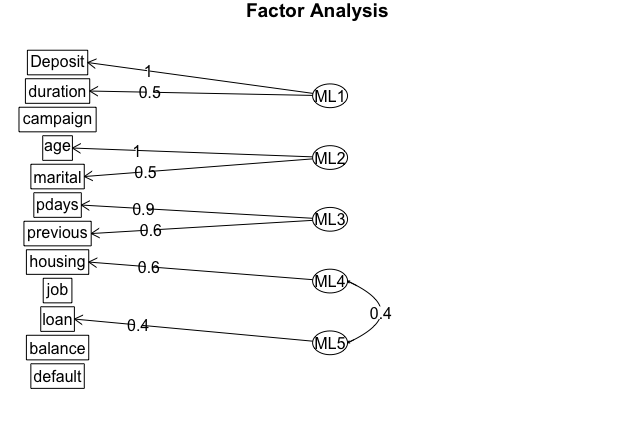 Factor Analysis
Deposit
1
duration
0.5
ML1
campaign
age
1
ML2
marital
0.5
pdays
0.9
ML3
previous
0.6
housing
0.6
ML4
job
0.4
loan
0.4
ML5
balance
default